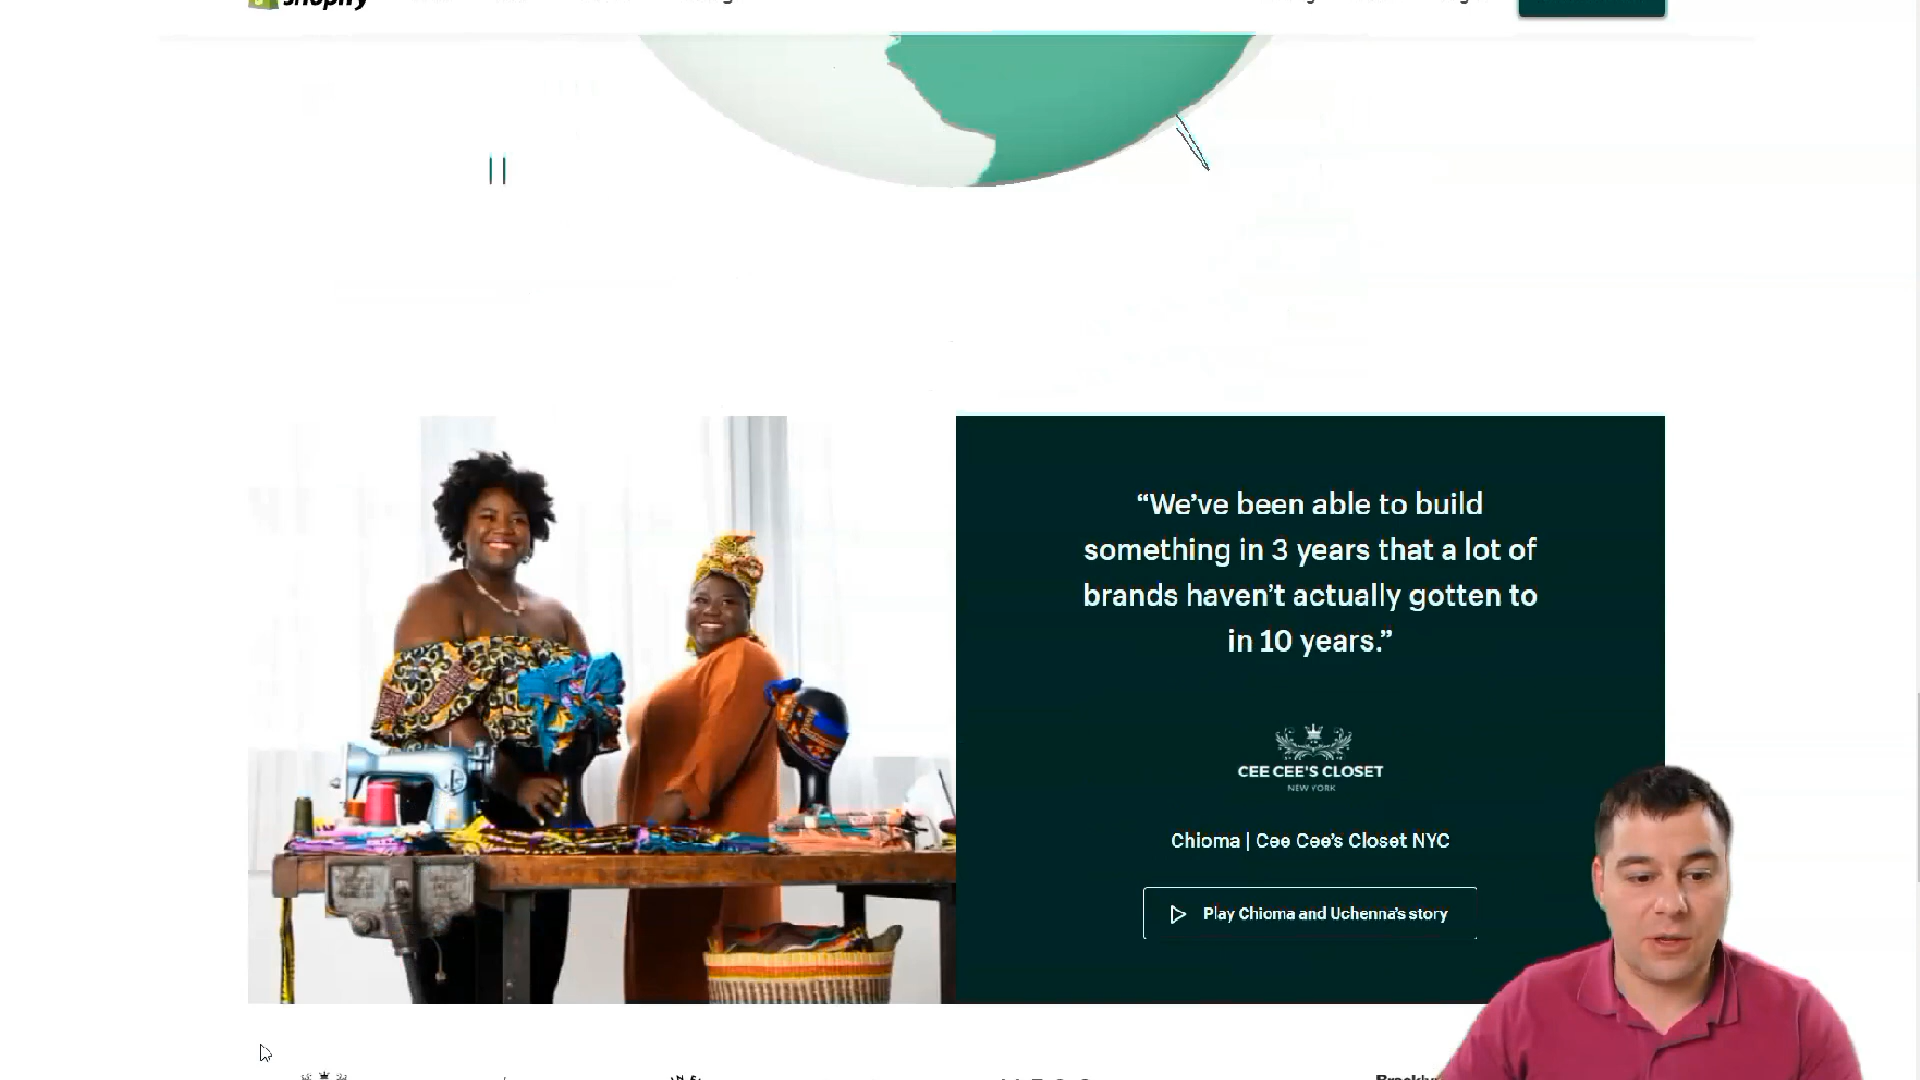 shopify
“We’ve been able to build
something in 3 years that a lot of
brands haven’t actually gotten to
in 10 years.”
CEE CEE'S CLOSET
NEW YORK
Chioma | Cee Cee’s Closet NYC
Play Chioma and Uchenna’s story